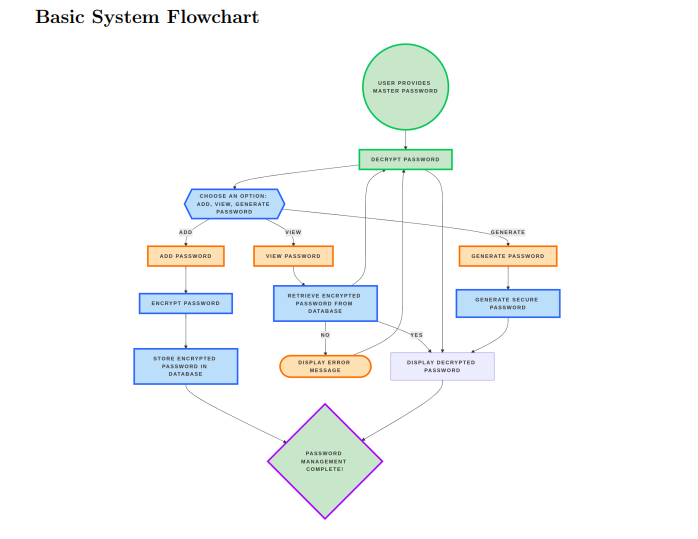 Basic System Flowchart
USER PROVIDES
MASTER PASSWORD
DECRYPT PASSWORD
CHOOSE AN OPTION:
ADD, VIEW, GENERATE
PASSWORD
ADD
VIEW
GENERATE
ADD PASSWORD
VIEW PASSWORD
GENERATE PASSWORD
ENCRYPT PASSWORD
RETRIEVE ENCRYPTED
PASSWORD FROM
DATABASE
GENERATE SECURE
PASSWORD
NO
YES
STORE ENCRYPTED
PASSWORD IN
DATABASE
DISPLAY ERROR
MESSAGE
DISPLAY DECRYPTED
PASSWORD
PASSWORD
MANAGEMENT
COMPLETE!